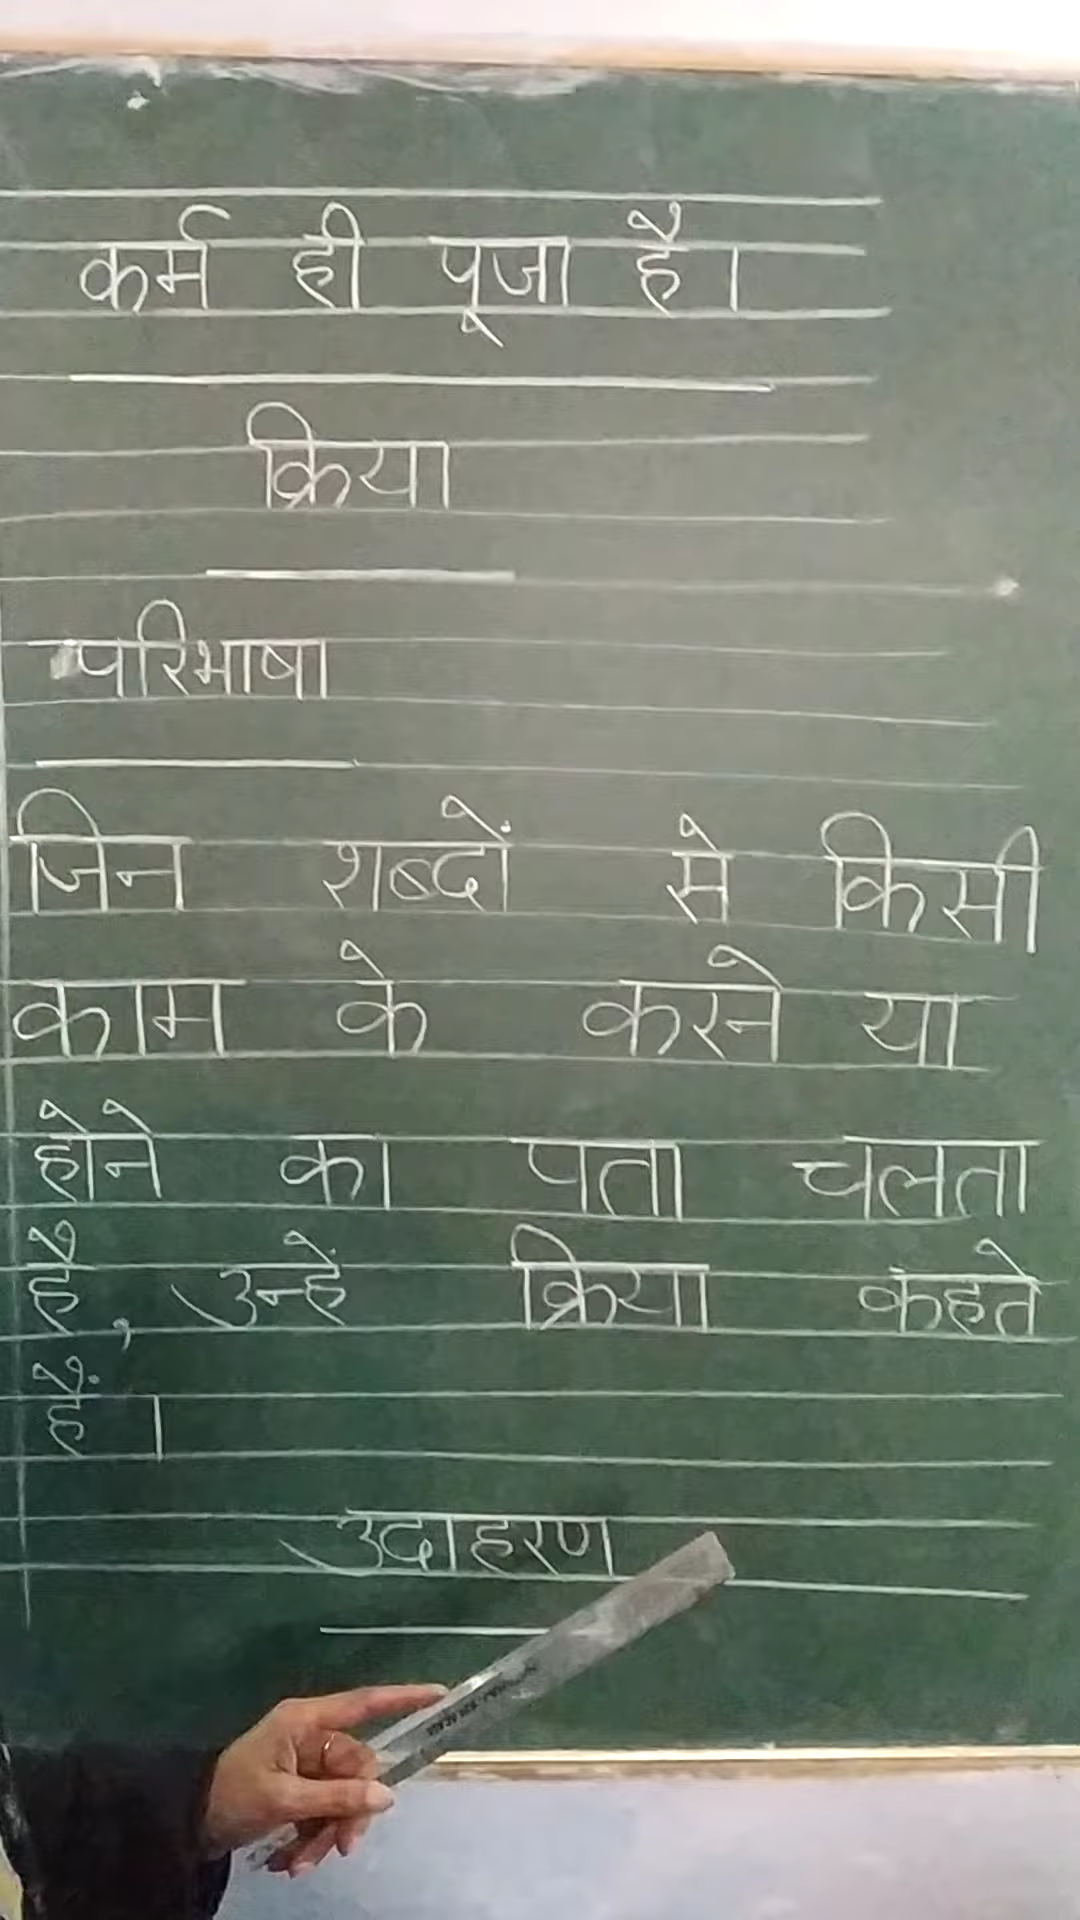 कर्म ही पूजा है।
क्रिया
परिभाषा
जिन शब्दों से किसी
काम के करने या
होने का पता चलता
है, उन्हें क्रिया कहते
हैं।
उदाहरण